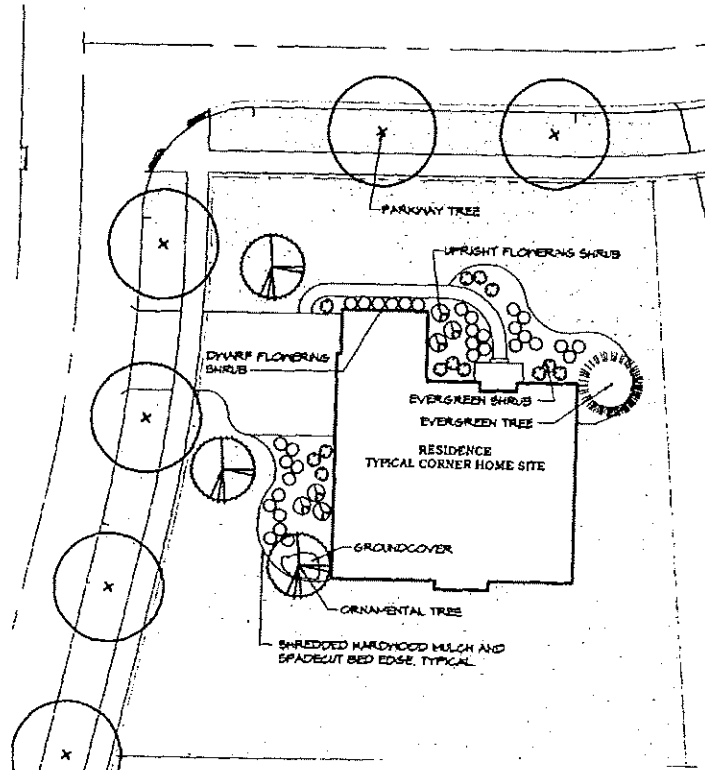 PARKWAY TREE
UPRIGHT FLOWERING SHRUB
DWARF FLOWERING
SHRUB
EVERGREEN SHRUB
EVERGREEN TREE
RESIDENCE
TYPICAL CORNER HOME SITE
GROUNDCOVER
ORNAMENTAL TREE
SHREDDED HARDWOOD MULCH AND
SPADECUT BED EDGE, TYPICAL